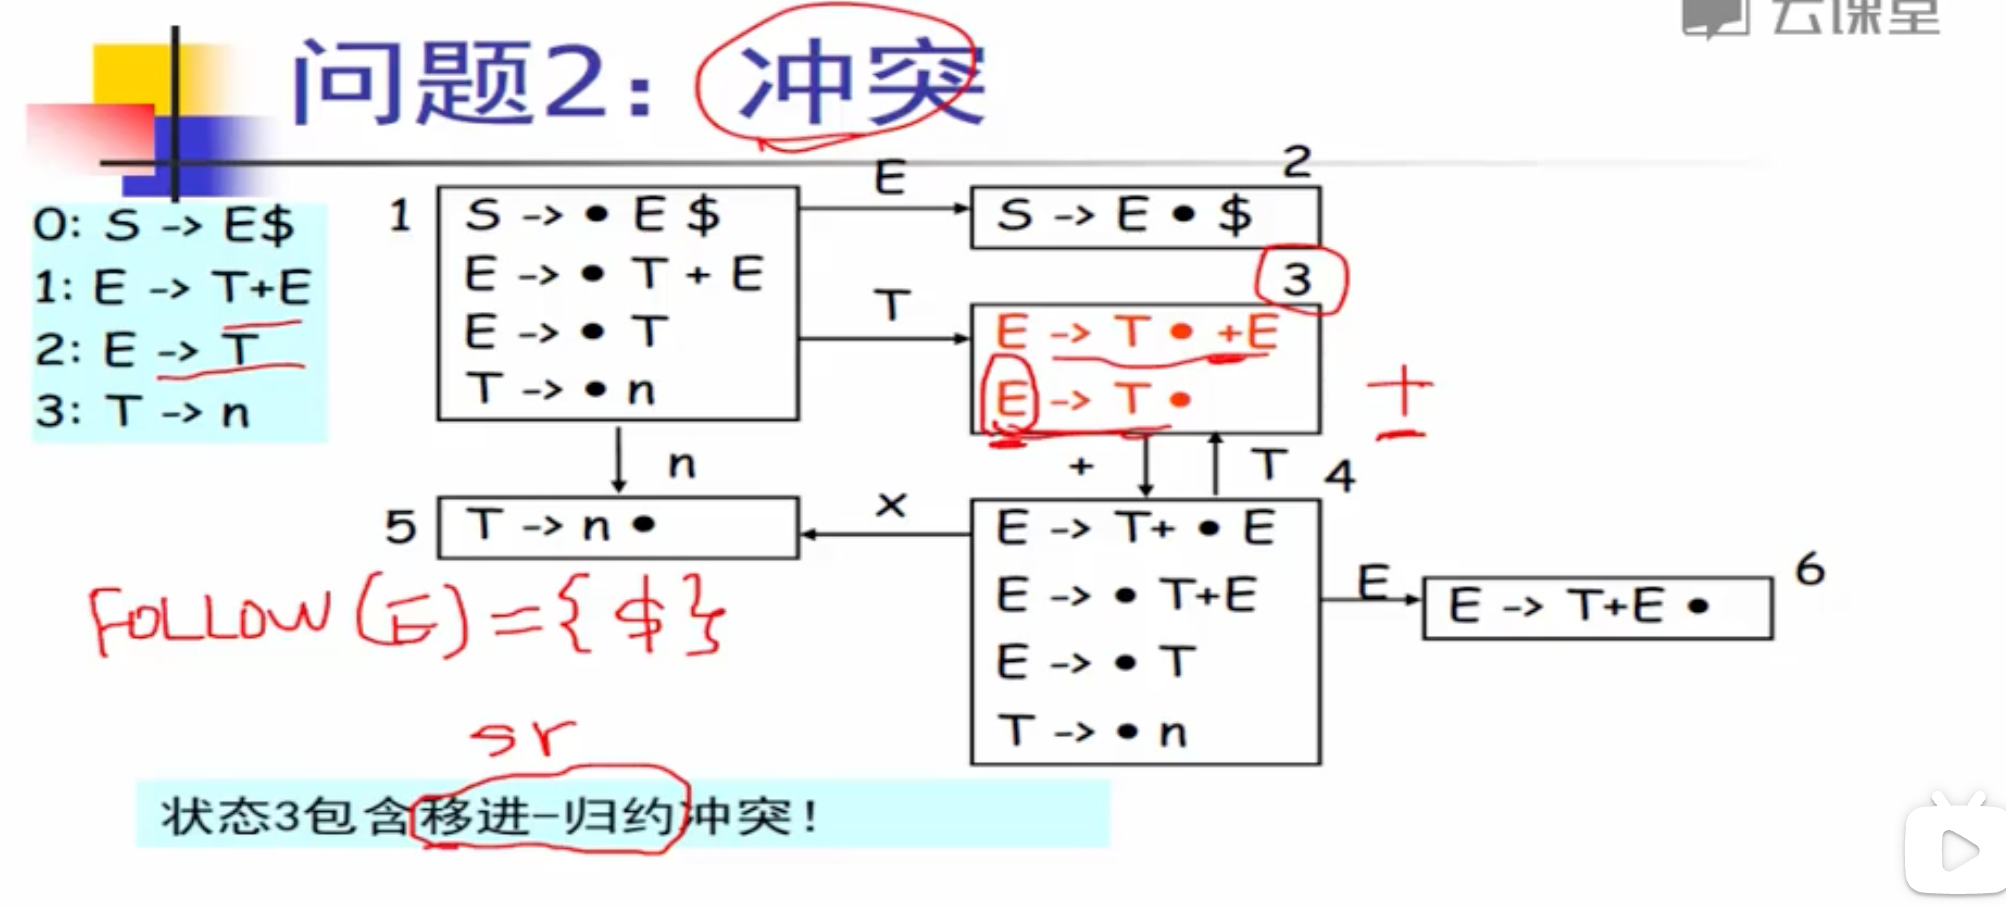 云课堂
问题2：冲突
0: S -> E$
1: E -> T+E
2: E -> T
3: T -> n
1
S -> • E $
E -> • T + E
E -> • T
T -> • n
E
2
S -> E • $
T
3
E -> T • +E
E -> T •
+
n
+
T
4
5
T -> n •
x
E -> T+ • E
E -> • T+E
E -> • T
T -> • n
E
6
E -> T+E •
FOLLOW(E)={$}
sr
状态3包含移进-归约冲突！